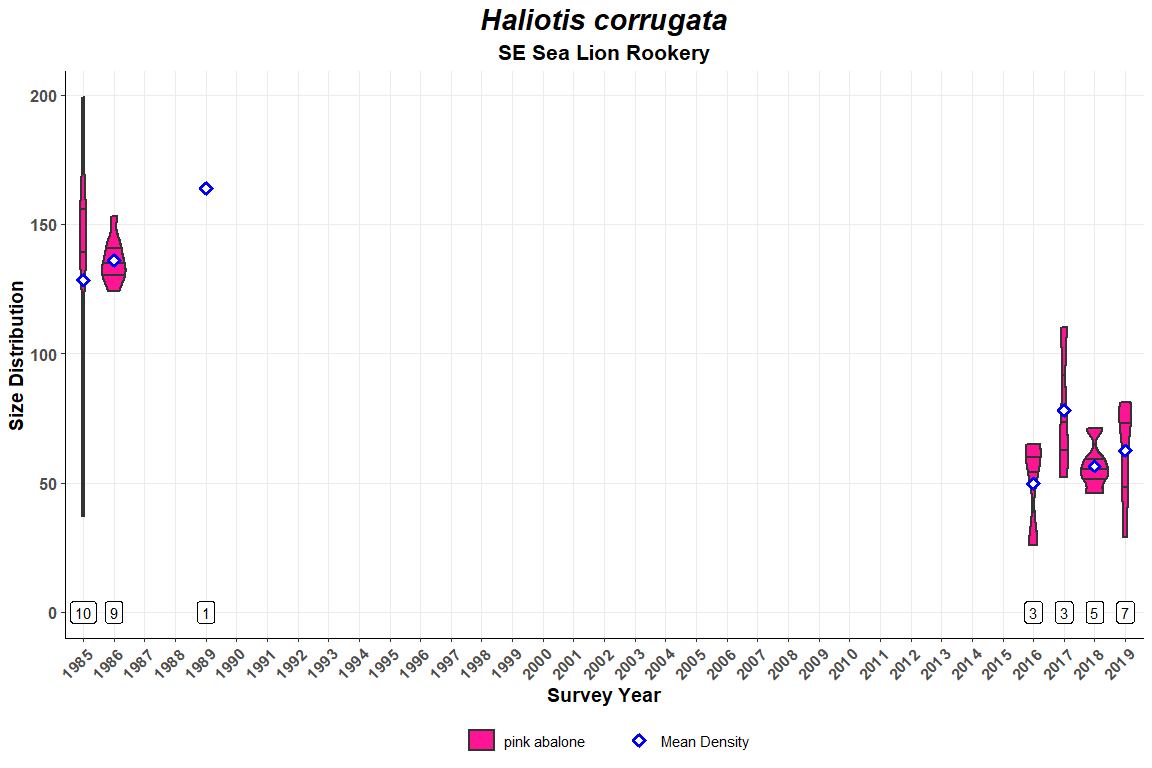 Haliotis corrugata
SE Sea Lion Rookery
Size Distribution
200
150
100
50
0
10 9 1 3 3 5 7
1985 1986 1987 1988 1989 1990 1991 1992 1993 1994 1995 1996 1997 1998 1999 2000 2001 2002 2003 2004 2005 2006 2007 2008 2009 2010 2011 2012 2013 2014 2015 2016 2017 2018 2019
Survey Year
pink abalone Mean Density